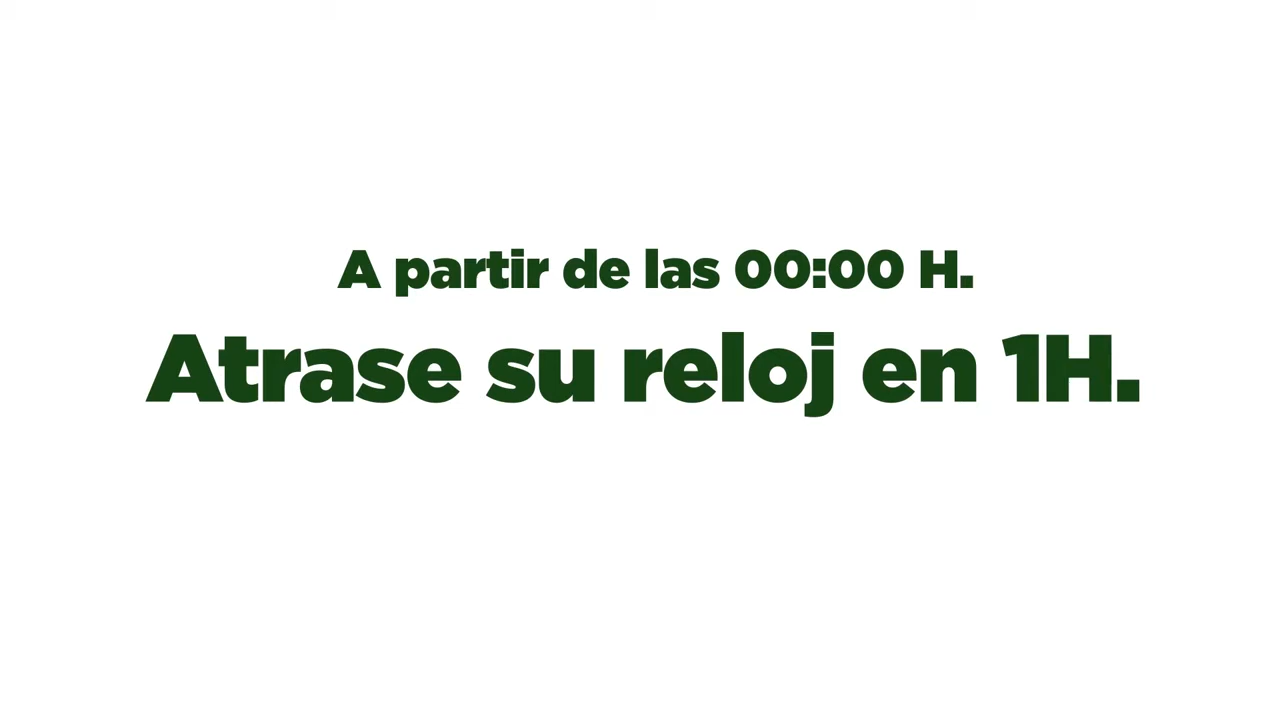 A partir de las 00:00 H.
Atrase su reloj en 1H.